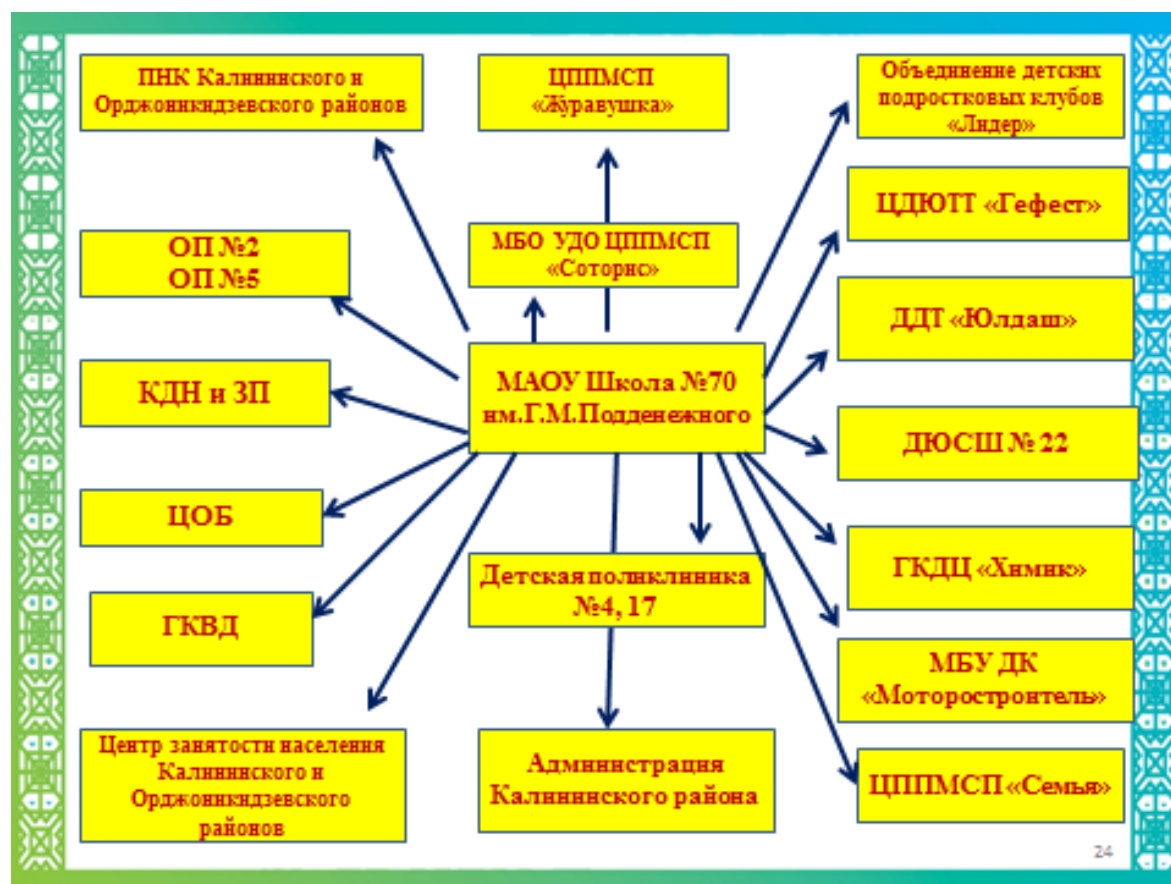 ПНК Калининского и
Орджоникидзевского районов
ЦППМСП
«Журавушка»
Объединение детских
подростковых клубов
«Лидер»
ЦДЮТТ «Гефест»
ОП №2
ОП №5
МБО УДО ЦППМСП
«Соторис»
ДДТ «Юлдаш»
КДН и ЗП
МАОУ Школа №70
им.Г.М.Подденежного
ДЮСШ № 22
ЦОБ
Детская поликлиника
№4, 17
ГКДЦ «Химик»
ГКВД
МБУ ДК
«Моторостроитель»
Центр занятости населения
Калининского и
Орджоникидзевского
районов
Администрация
Калининского района
ЦППМСП «Семья»
24